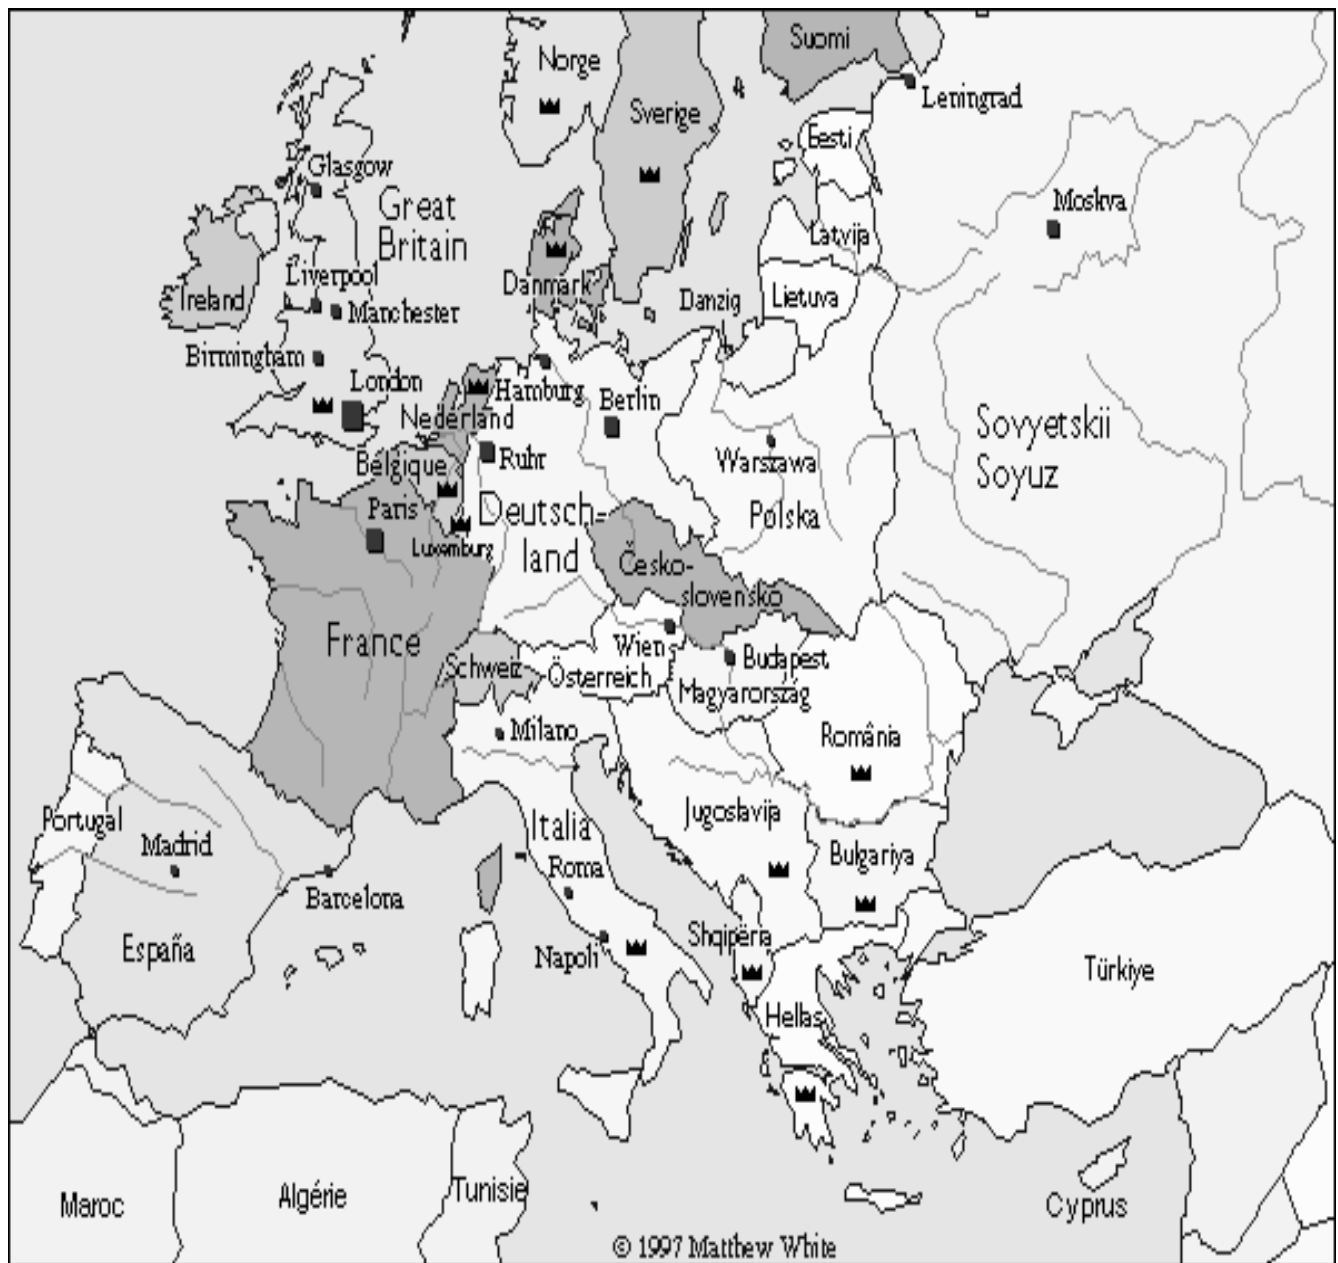 Suomi
Norge
Sverige
Leningrad
Eesti
Glasgow
Great
Britain
Moskva
Latvija
Liverpool
Ireland
Danmark
Danzig
Lietuva
Manchester
Birmingham
London
Hamburg
Berlin
Nederland
Sovyetskii
Soyuz
Belgique
Ruhr
Warszawa
Paris
Deutsch-
land
Polska
Luxemburg
Česko-
slovensko
France
Wien
Budapest
Schweiz
Österreich
Magyarország
Milano
România
Portugal
Italia
Jugoslavija
Madrid
Roma
Bulgariya
Barcelona
España
Napoli
Shqipëria
Türkiye
Hellas
Maroc
Algérie
Tunisie
Cyprus
© 1997 Matthew White